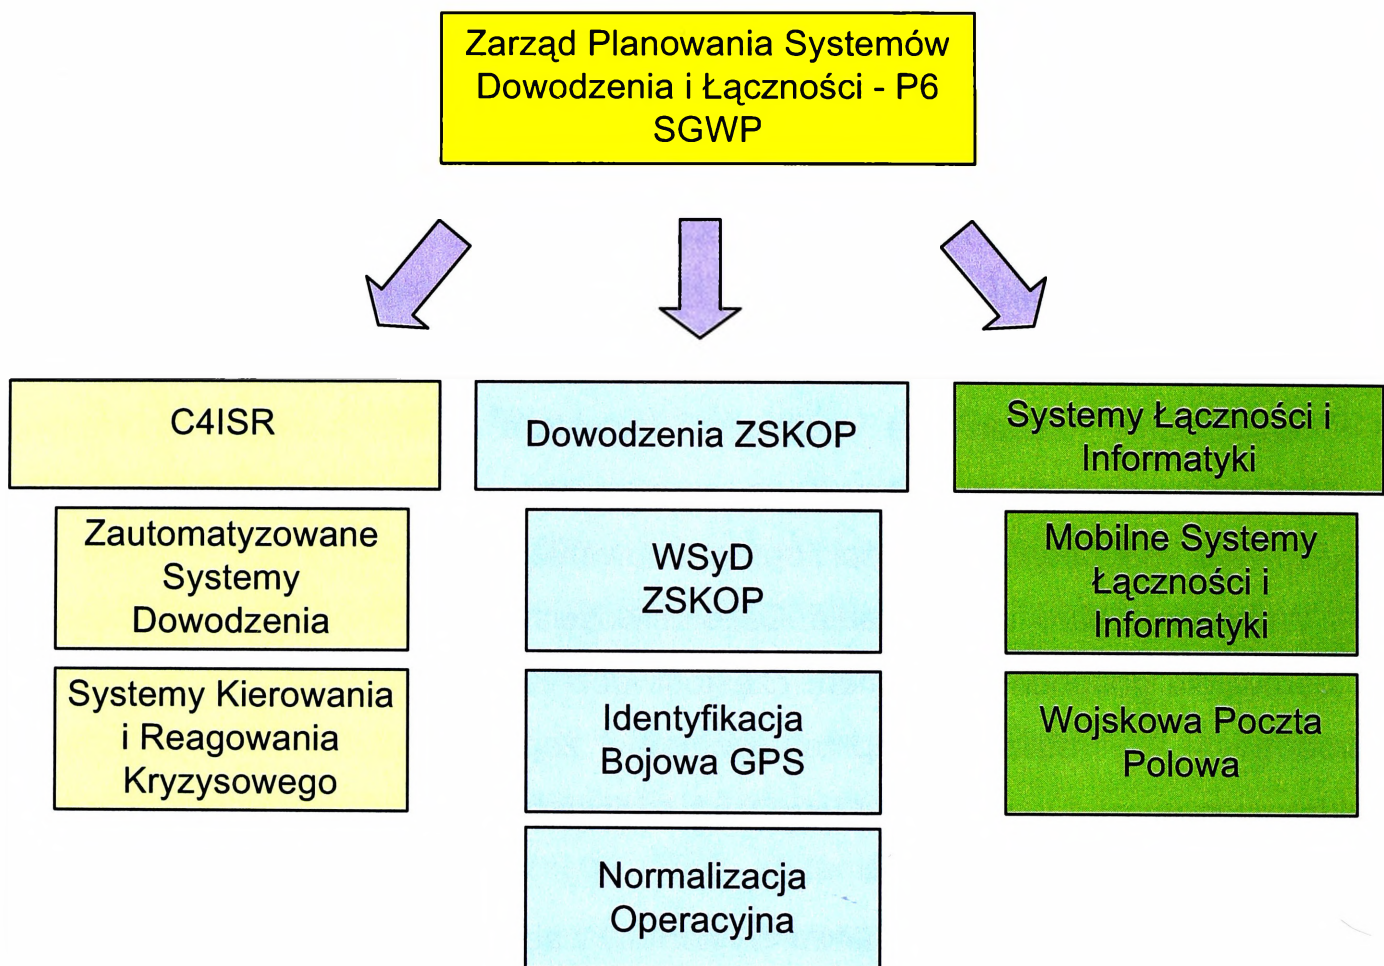 Zarząd Planowania Systemów
Dowodzenia i Łączności - P6
SGWP
C4ISR
Zautomatyzowane
Systemy
Dowodzenia
Systemy Kierowania
i Reagowania
Kryzysowego
Dowodzenia ZSKOP
WSyD
ZSKOP
Identyfikacja
Bojowa GPS
Normalizacja
Operacyjna
Systemy Łączności i
Informatyki
Mobilne Systemy
Łączności i
Informatyki
Wojskowa Poczta
Polowa